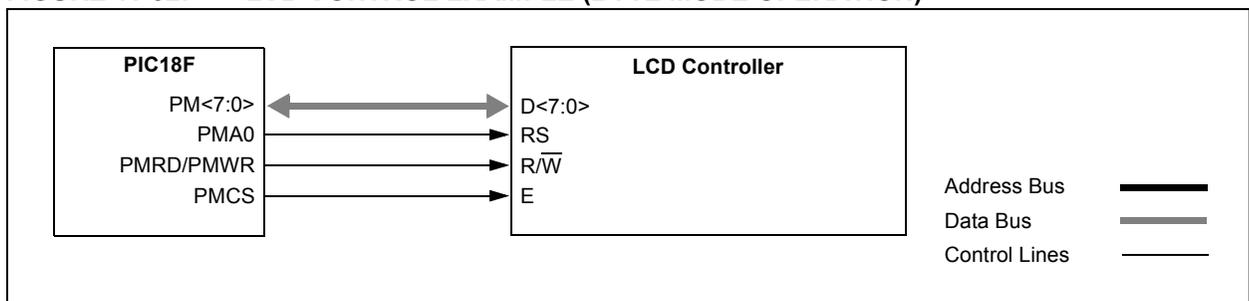 PIC18F
LCD Controller
PM<7:0>
D<7:0>
PMA0
RS
PMRD/PMWR
R/W̅
PMCS
E
Address Bus
Data Bus
Control Lines